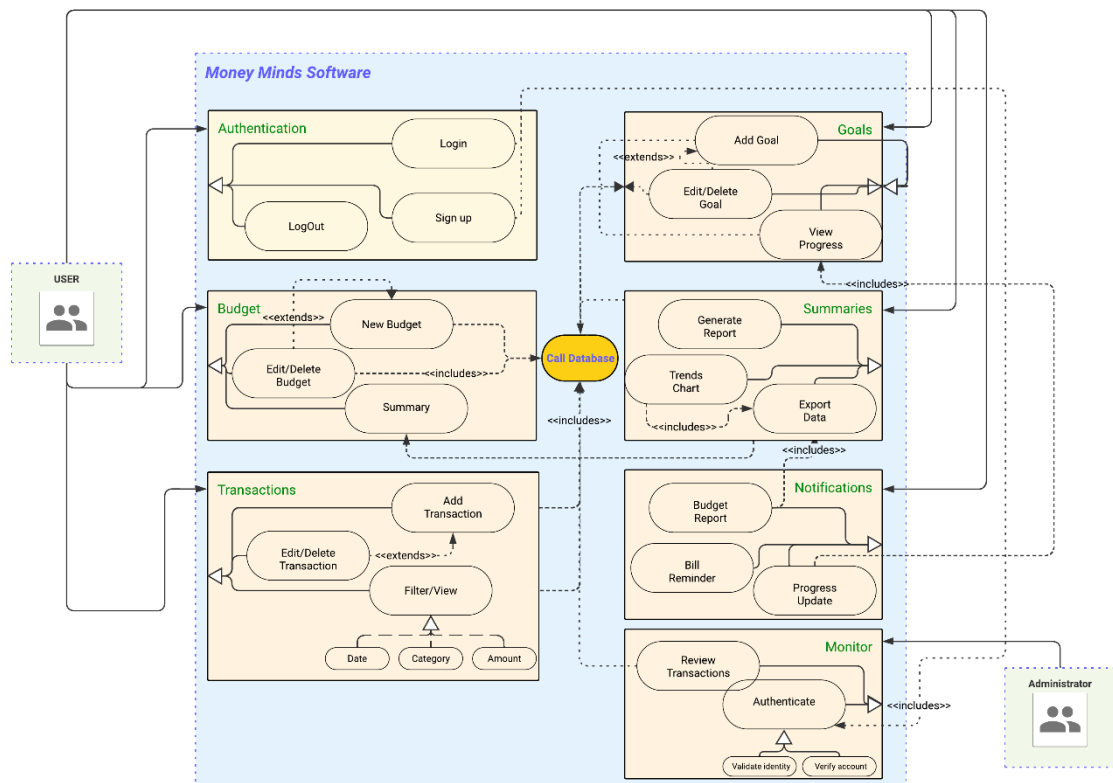 Money Minds Software
Authentication
Login
Sign up
LogOut
USER
Budget
<<extends>>
New Budget
Edit/Delete
Budget
<<includes>>
Summary
Transactions
Add
Transaction
Edit/Delete
Transaction
<<extends>>
Filter/View
Date
Category
Amount
Call Database
<<includes>>
Goals
Add Goal
<<extends>>
Edit/Delete
Goal
View
Progress
<<includes>>
Summaries
Generate
Report
Trends
Chart
Export
Data
<<includes>>
<<includes>>
Notifications
Budget
Report
Bill
Reminder
Progress
Update
Monitor
Review
Transactions
Authenticate
<<includes>>
Validate identity
Verify account
Administrator